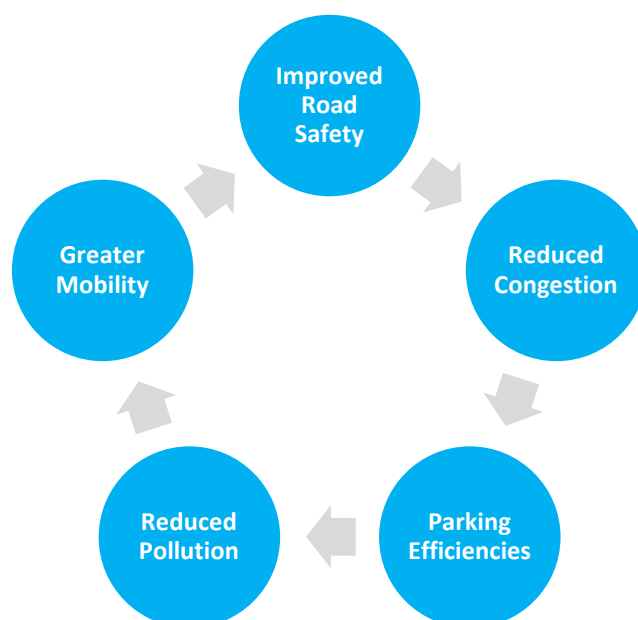 Improved
Road
Safety
Reduced
Congestion
Parking
Efficiencies
Reduced
Pollution
Greater
Mobility